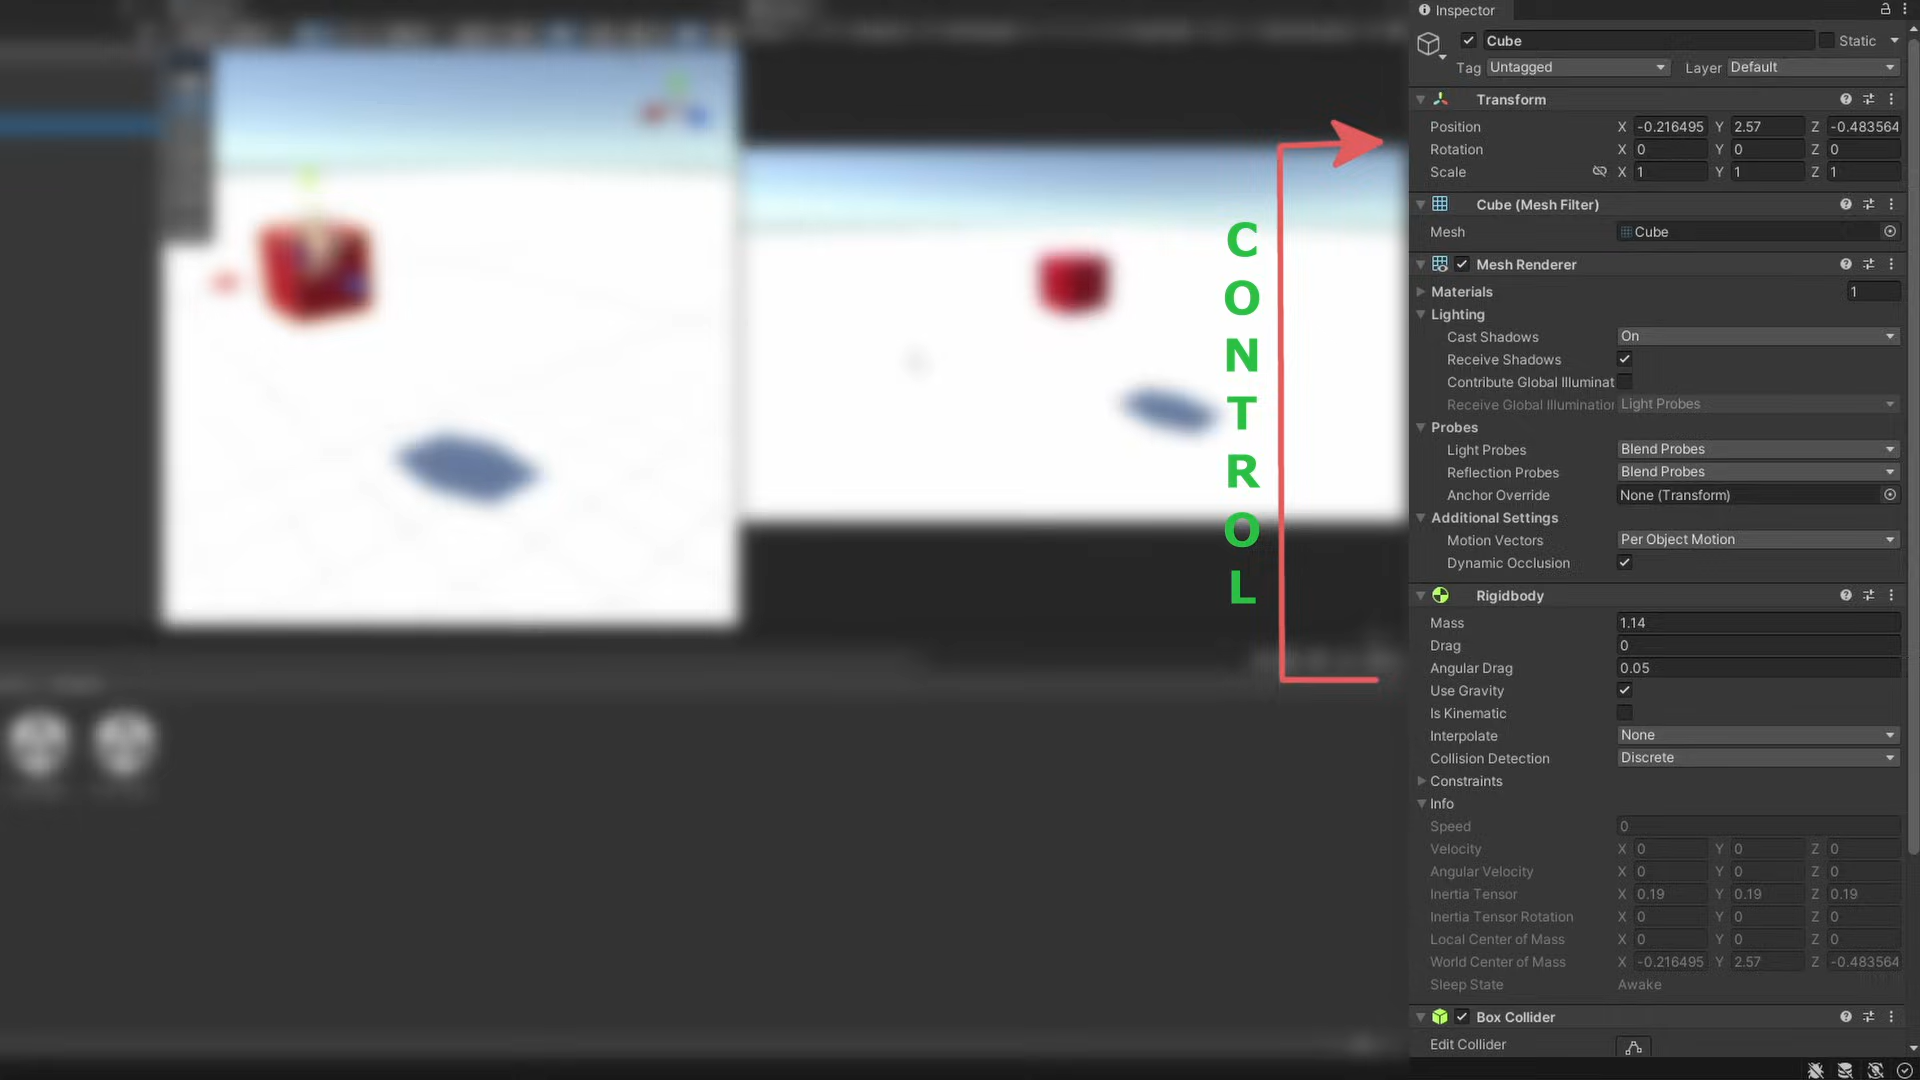 Inspector
Cube
Static
Tag Untagged Layer Default
Transform
Position X -0.216495 Y 2.57 Z -0.483564
Rotation X 0 Y 0 Z 0
Scale X 1 Y 1 Z 1
Cube (Mesh Filter)
Mesh Cube
Mesh Renderer
Materials 1
Lighting
Cast Shadows On
Receive Shadows
Contribute Global Illuminat
Receive Global Illumination Light Probes
Probes
Light Probes Blend Probes
Reflection Probes Blend Probes
Anchor Override None (Transform)
Additional Settings
Motion Vectors Per Object Motion
Dynamic Occlusion
Rigidbody
Mass 1.14
Drag 0
Angular Drag 0.05
Use Gravity
Is Kinematic
Interpolate None
Collision Detection Discrete
Constraints
Info
Speed 0
Velocity X 0 Y 0 Z 0
Angular Velocity X 0 Y 0 Z 0
Inertia Tensor X 0.19 Y 0.19 Z 0.19
Inertia Tensor Rotation X 0 Y 0 Z 0
Local Center of Mass X 0 Y 0 Z 0
World Center of Mass X -0.216495 Y 2.57 Z -0.483564
Sleep State Awake
Box Collider
Edit Collider
CONTROL